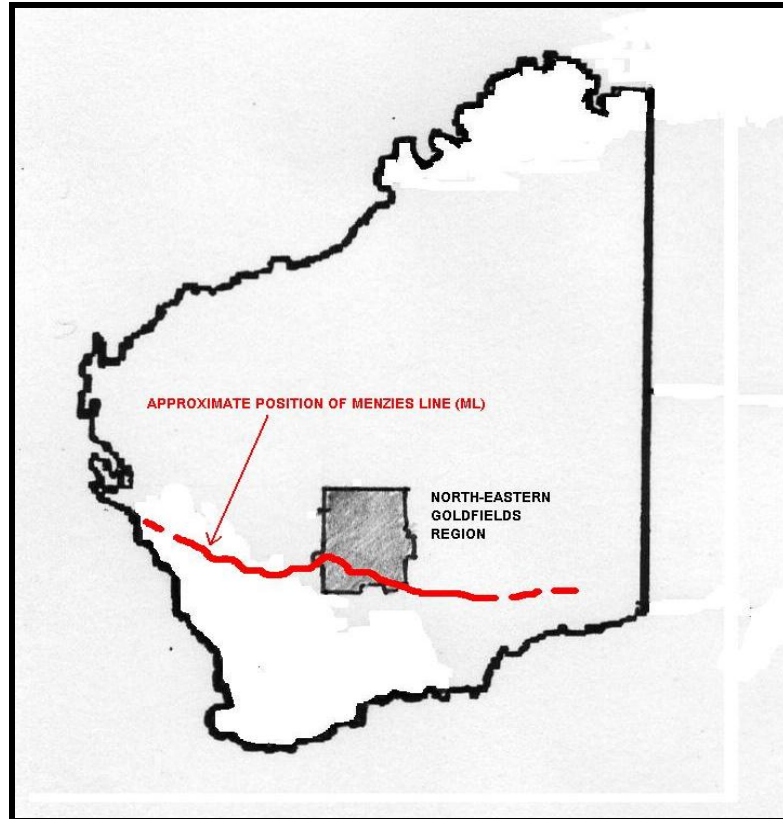 APPROXIMATE POSITION OF MENZIES LINE (ML)
NORTH-EASTERN
GOLDFIELDS
REGION